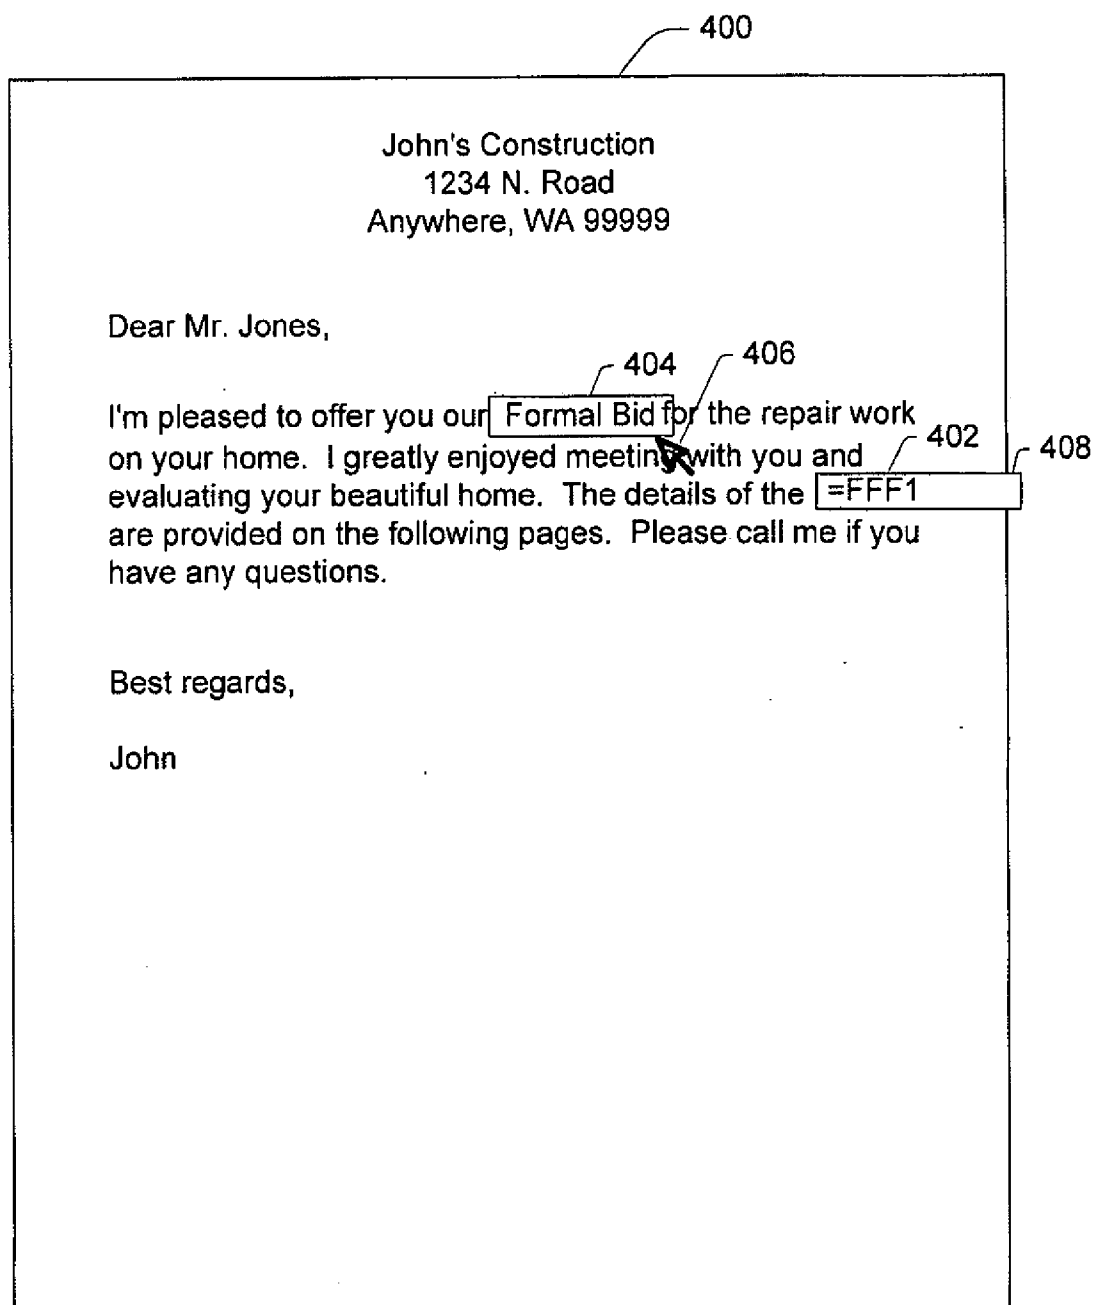 400
John's Construction
1234 N. Road
Anywhere, WA 99999
Dear Mr. Jones,
404 406
I'm pleased to offer you our Formal Bid for the repair work
402 408
on your home. I greatly enjoyed meeting with you and
evaluating your beautiful home. The details of the =FFF1
are provided on the following pages. Please call me if you
have any questions.
Best regards,
John